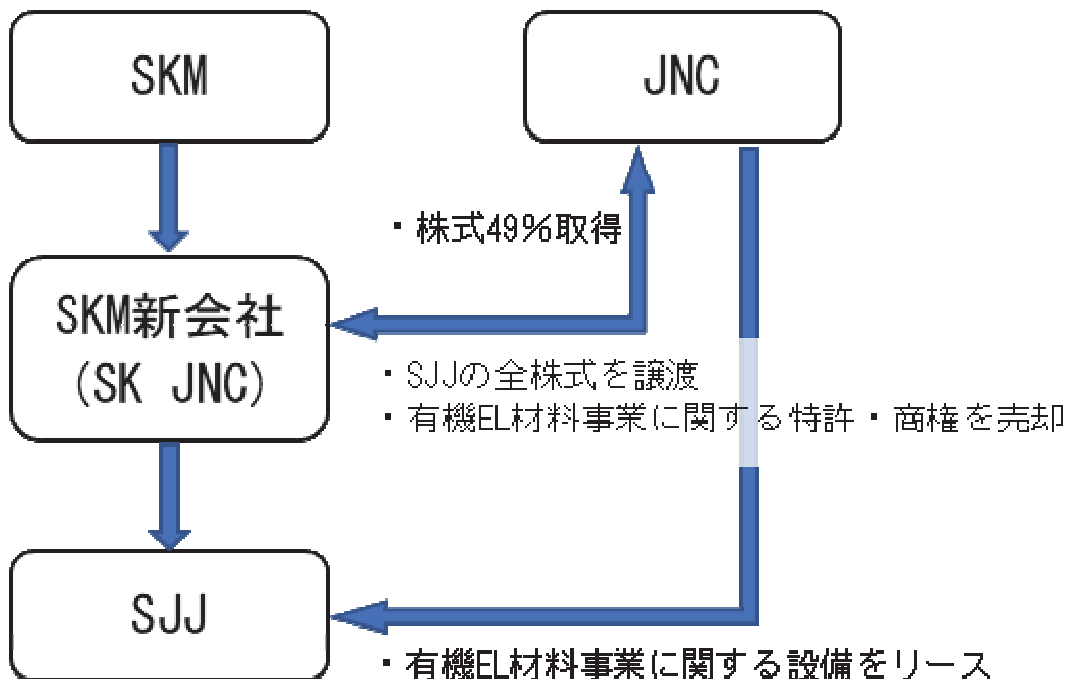 SKM
JNC
・株式49%取得
SKM新会社
(SK JNC)
・SJJの全株式を譲渡
・有機EL材料事業に関する特許・商権を売却
SJJ
・有機EL材料事業に関する設備をリース